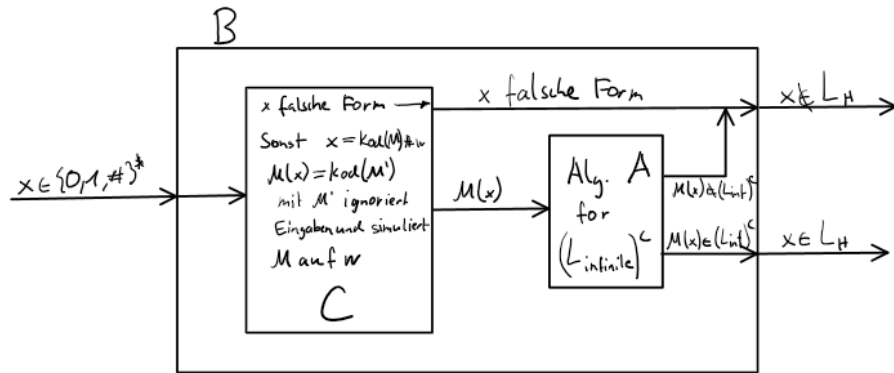 B
x falsche Form →
x falsche Form
x ∉ L_H
Sonst x = Kod(M)#w
x ∈ {0,1,#}*
M(x) = Kod(M')
mit M' ignoriert
Eingaben und simuliert
M auf w
C
M(x)
Alg. A
for
(L_infinite)^C
M(x) ∉ (L_inf)^C
M(x) ∈ (L_inf)^C
x ∈ L_H